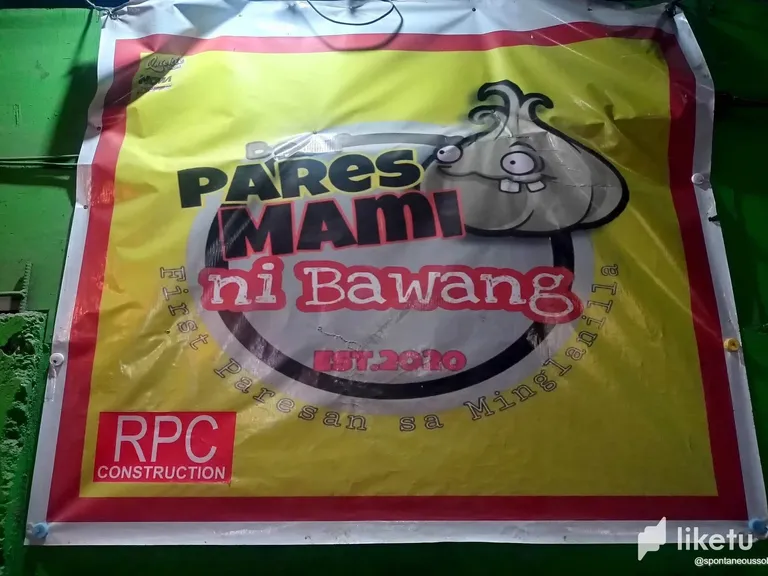 PARES
MAMI
ni Bawang
EST.2020
First Paresan sa Minglanilla
RPC
CONSTRUCTION
liketu